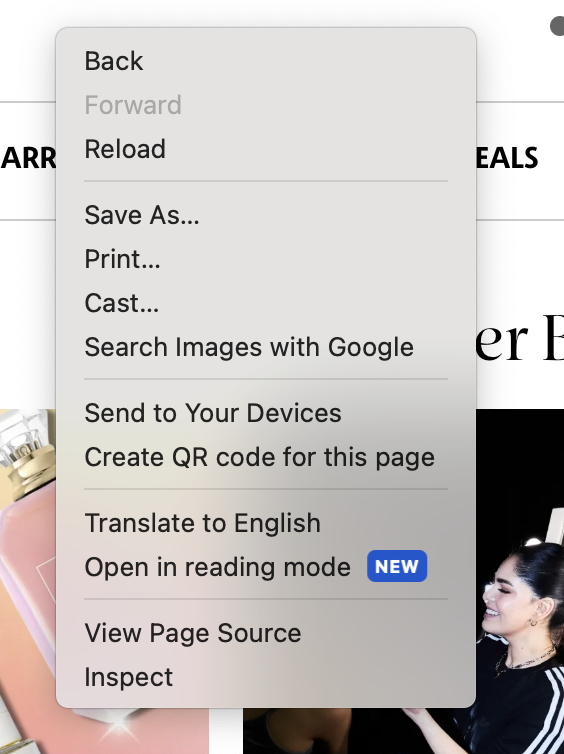 Back
Forward
Reload
ARR
EALS
Save As...
Print...
Cast...
Search Images with Google
er B
Send to Your Devices
Create QR code for this page
Translate to English
Open in reading mode NEW
View Page Source
Inspect